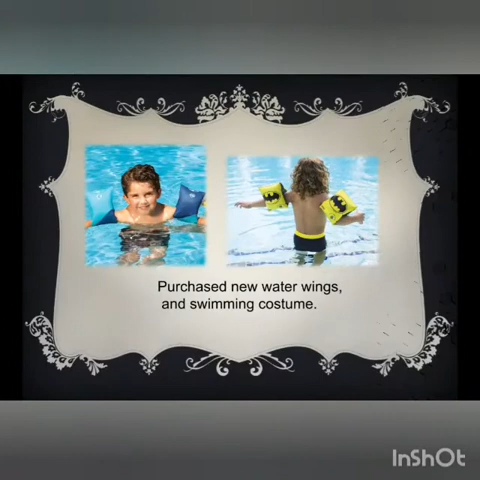 Purchased new water wings,
and swimming costume.
InShOt